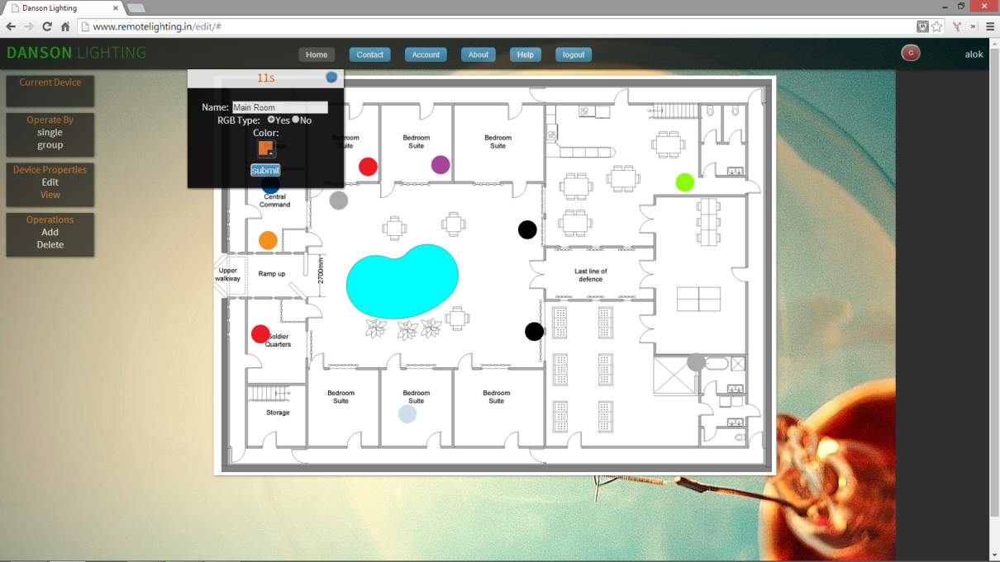 Danson Lighting
www.remotelighting.in/edit/#
DANSON LIGHTING
Home
Contact
Account
About
Help
logout
C
alok
Current Device
Operate By
single
group
Device Properties
Edit
View
Operations
Add
Delete
11s
Name: Main Room
RGB Type: Yes No
Color:
submit
Bedroom
Suite
Bedroom
Suite
Bedroom
Suite
Central
Command
Upper
walkway
Ramp up
2700mm
Last line of
defence
Soldier
Quarters
Storage
Bedroom
Suite
Bedroom
Suite
Bedroom
Suite